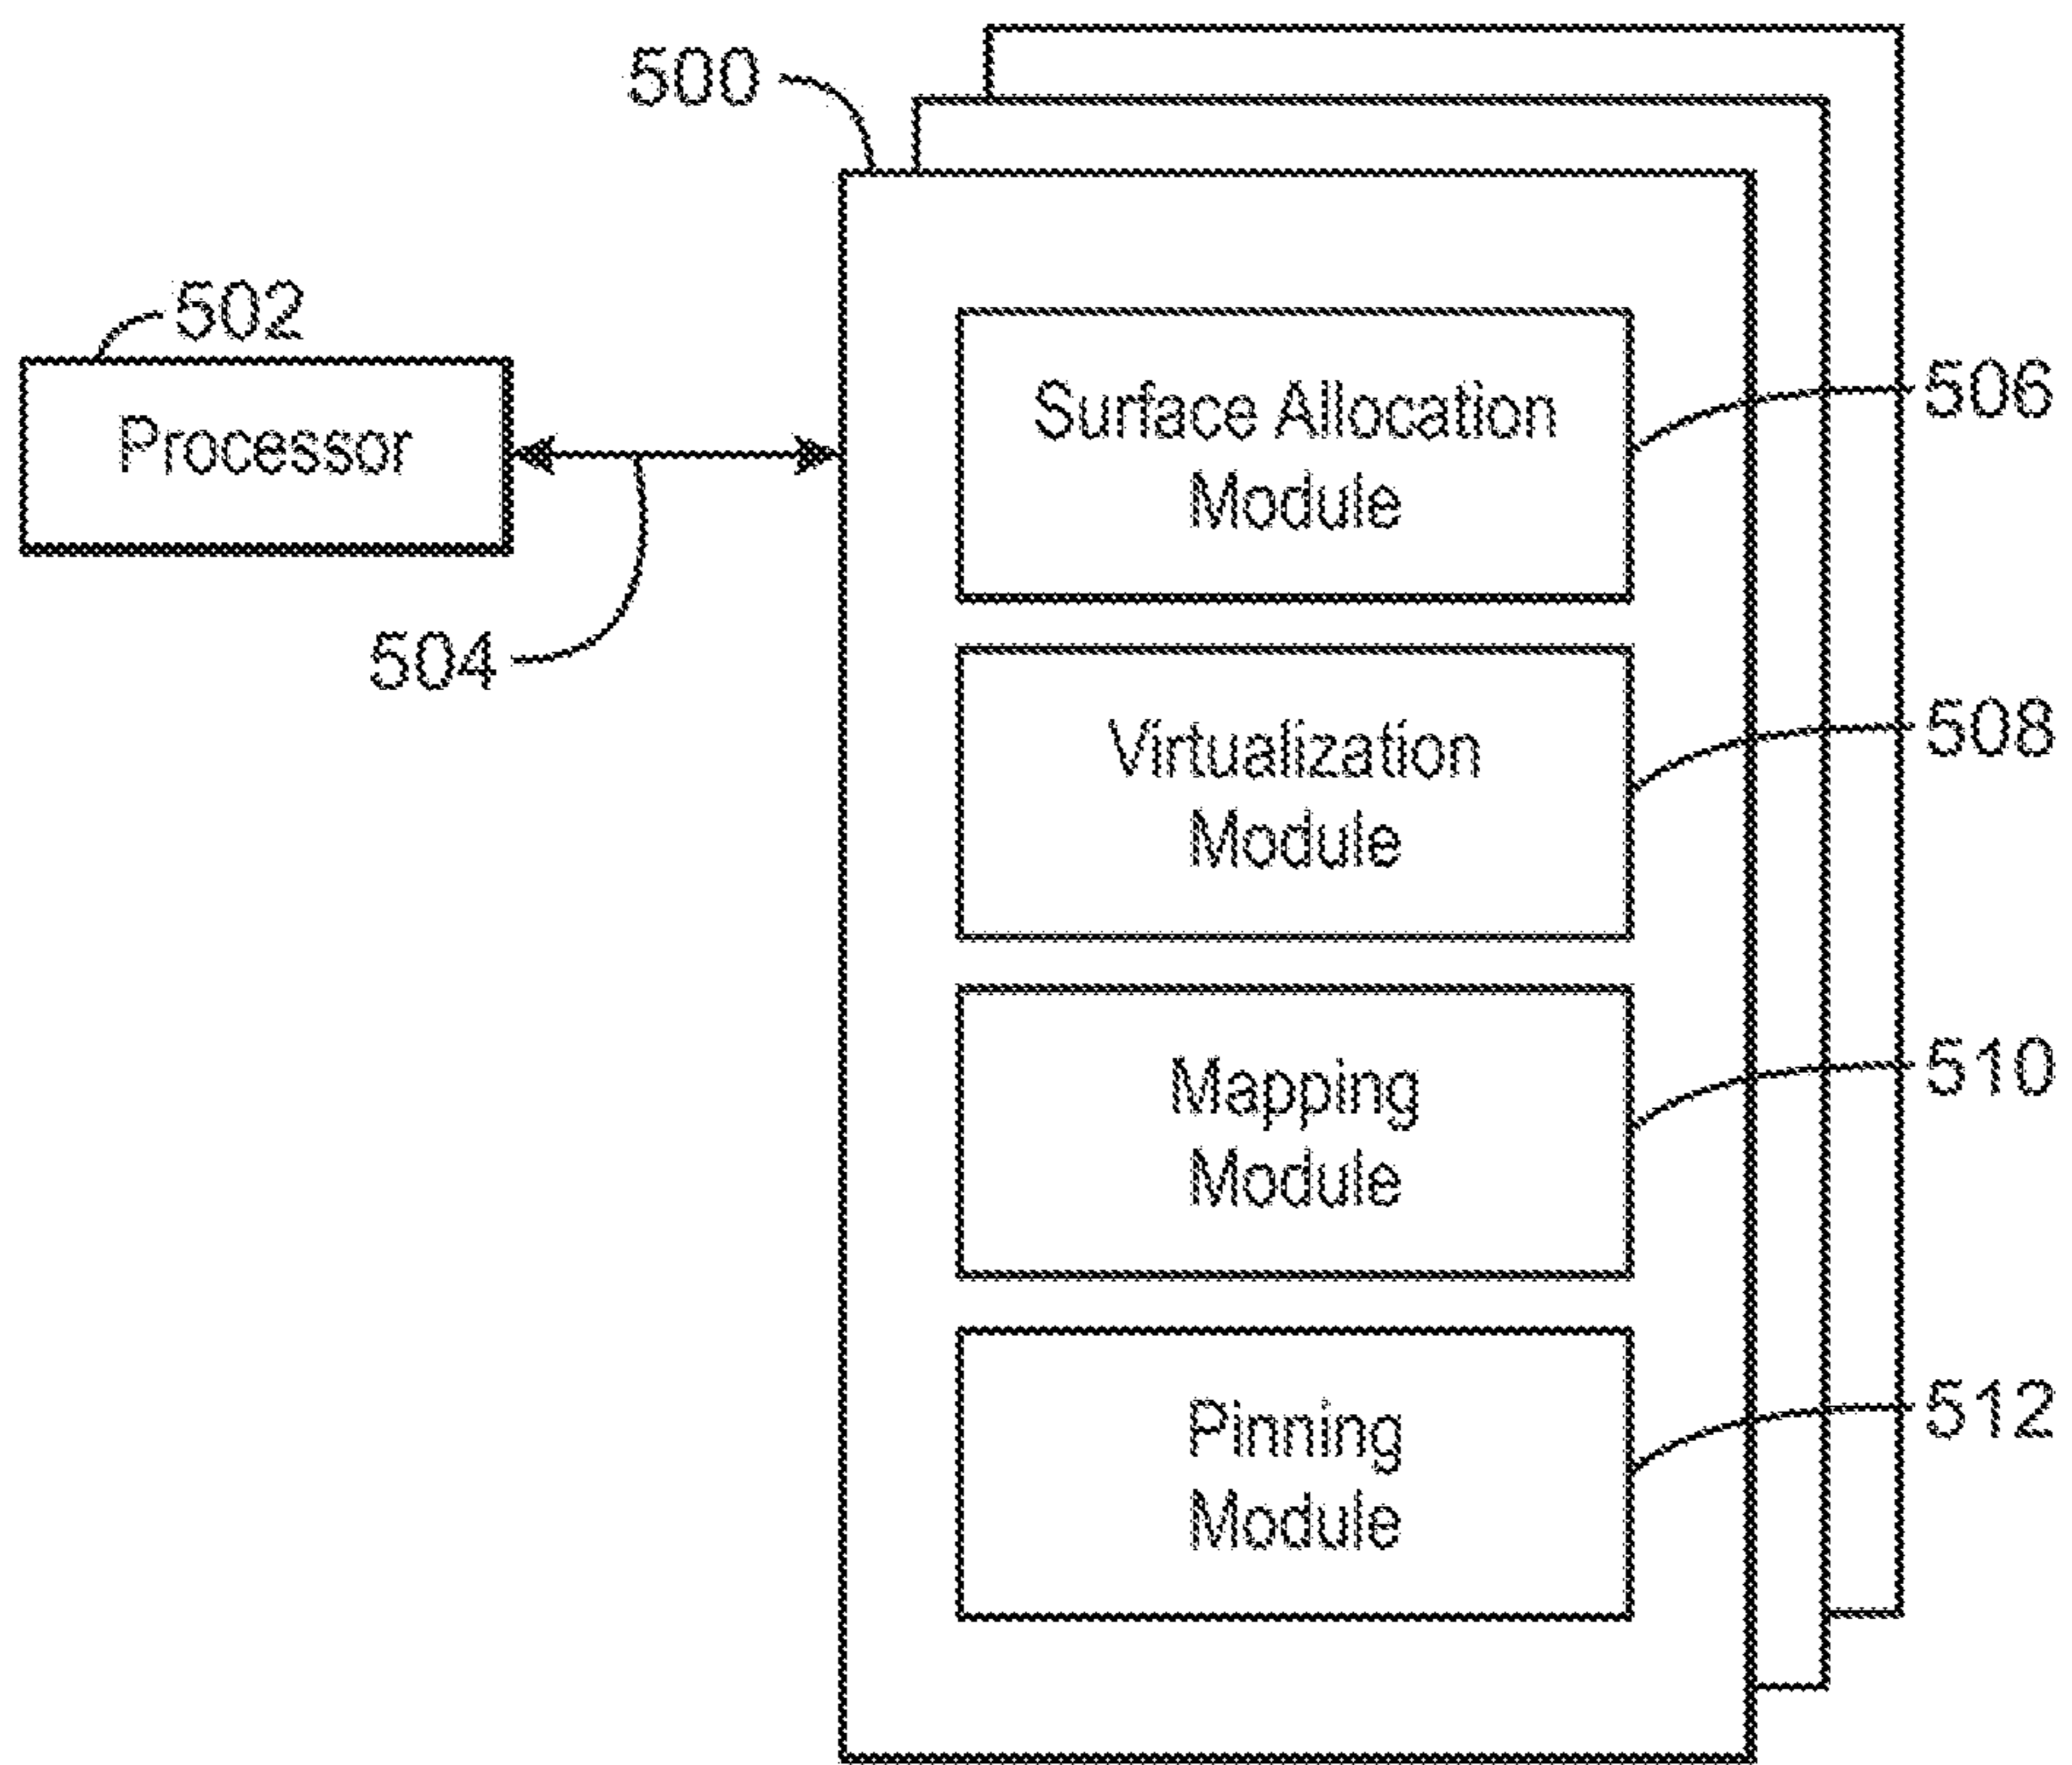 500
502
Processor
504
Surface Allocation
Module
506
Virtualization
Module
508
Mapping
Module
510
Pinning
Module
512